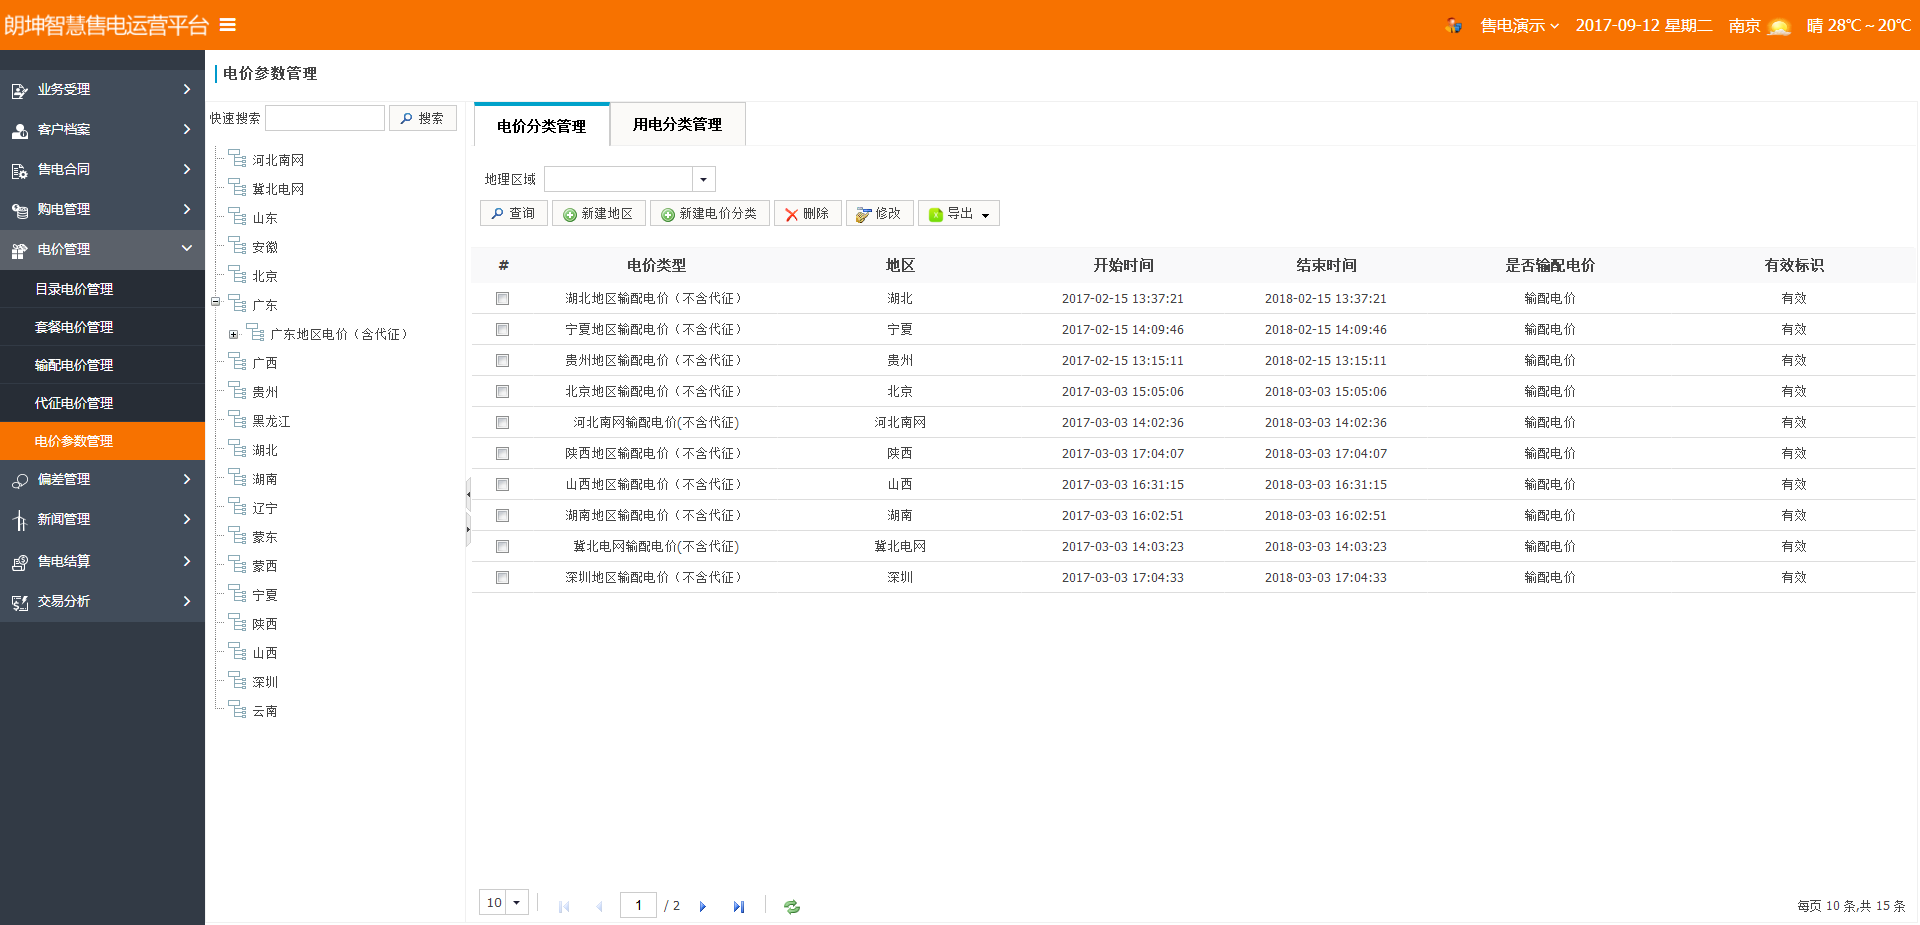 朗坤智慧售电运营平台
售电演示 2017-09-12 星期二 南京 晴 28℃ ~ 20℃
业务受理
客户档案
售电合同
购电管理
电价管理
目录电价管理
套餐电价管理
输配电价管理
代征电价管理
电价参数管理
偏差管理
新闻管理
售电结算
交易分析
电价参数管理
快速搜索 搜索
河北南网
冀北电网
山东
安徽
北京
广东
广东地区电价（含代征）
广西
贵州
黑龙江
湖北
湖南
辽宁
蒙东
蒙西
宁夏
陕西
山西
深圳
云南
电价分类管理 用电分类管理
地理区域
查询 新建地区 新建电价分类 删除 修改 导出
# 电价类型 地区 开始时间 结束时间 是否输配电价 有效标识
湖北地区输配电价（不含代征） 湖北 2017-02-15 13:37:21 2018-02-15 13:37:21 输配电价 有效
宁夏地区输配电价（不含代征） 宁夏 2017-02-15 14:09:46 2018-02-15 14:09:46 输配电价 有效
贵州地区输配电价（不含代征） 贵州 2017-02-15 13:15:11 2018-02-15 13:15:11 输配电价 有效
北京地区输配电价（不含代征） 北京 2017-03-03 15:05:06 2018-03-03 15:05:06 输配电价 有效
河北南网输配电价(不含代征) 河北南网 2017-03-03 14:02:36 2018-03-03 14:02:36 输配电价 有效
陕西地区输配电价（不含代征） 陕西 2017-03-03 17:04:07 2018-03-03 17:04:07 输配电价 有效
山西地区输配电价（不含代征） 山西 2017-03-03 16:31:15 2018-03-03 16:31:15 输配电价 有效
湖南地区输配电价（不含代征） 湖南 2017-03-03 16:02:51 2018-03-03 16:02:51 输配电价 有效
冀北电网输配电价(不含代征) 冀北电网 2017-03-03 14:03:23 2018-03-03 14:03:23 输配电价 有效
深圳地区输配电价（不含代征） 深圳 2017-03-03 17:04:33 2018-03-03 17:04:33 输配电价 有效
10 1 / 2 每页 10 条,共 15 条